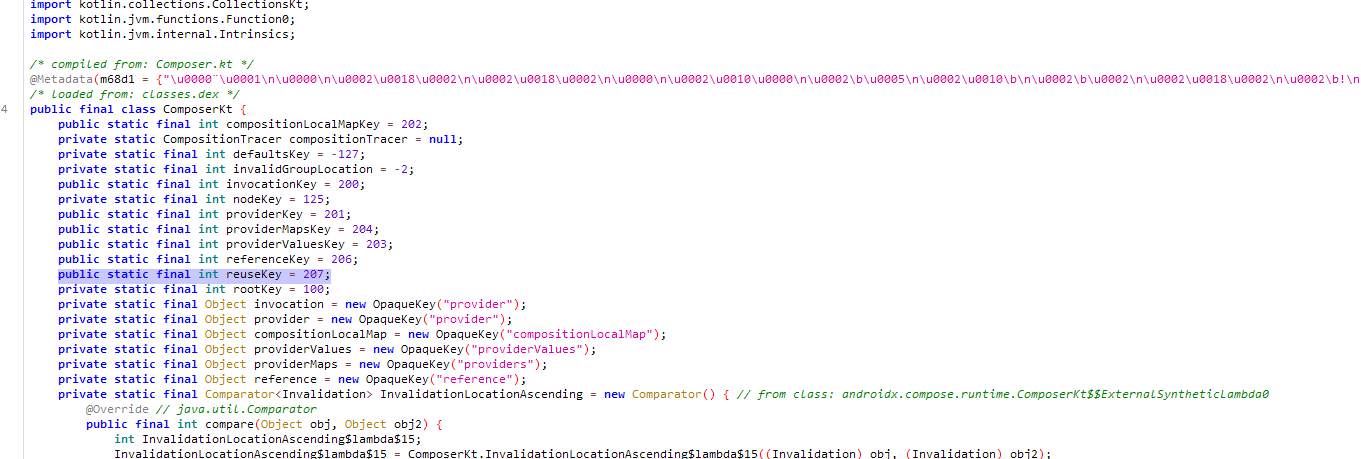 import kotlin.collections.CollectionsKt;
import kotlin.jvm.functions.Function0;
import kotlin.jvm.internal.Intrinsics;
/* compiled from: Composer.kt */
@Metadata(m68d1 = {"\u0000¨\u0001\n\u0000\n\u0002\u0018\u0002\n\u0002\u0018\u0002\n\u0000\n\u0002\u0010\u0000\n\u0002\b\u0005\n\u0002\u0010\b\n\u0002\b\u0002\n\u0002\u0018\u0002\n\u0002\b!\n
/* loaded from: classes.dex */
4 public final class ComposerKt {
public static final int compositionLocalMapKey = 202;
private static CompositionTracer compositionTracer = null;
private static final int defaultsKey = -127;
private static final int invalidGroupLocation = -2;
public static final int invocationKey = 200;
private static final int nodeKey = 125;
public static final int providerKey = 201;
public static final int providerMapsKey = 204;
public static final int providerValuesKey = 203;
public static final int referenceKey = 206;
public static final int reuseKey = 207;
private static final int rootKey = 100;
private static final Object invocation = new OpaqueKey("provider");
private static final Object provider = new OpaqueKey("provider");
private static final Object compositionLocalMap = new OpaqueKey("compositionLocalMap");
private static final Object providerValues = new OpaqueKey("providerValues");
private static final Object providerMaps = new OpaqueKey("providers");
private static final Object reference = new OpaqueKey("reference");
private static final Comparator<Invalidation> InvalidationLocationAscending = new Comparator() { // from class: androidx.compose.runtime.ComposerKt$$ExternalSyntheticLambda0
@Override // java.util.Comparator
public final int compare(Object obj, Object obj2) {
int InvalidationLocationAscending$lambda$15;
InvalidationLocationAscending$lambda$15 = ComposerKt.InvalidationLocationAscending$lambda$15((Invalidation) obj, (Invalidation) obj2);